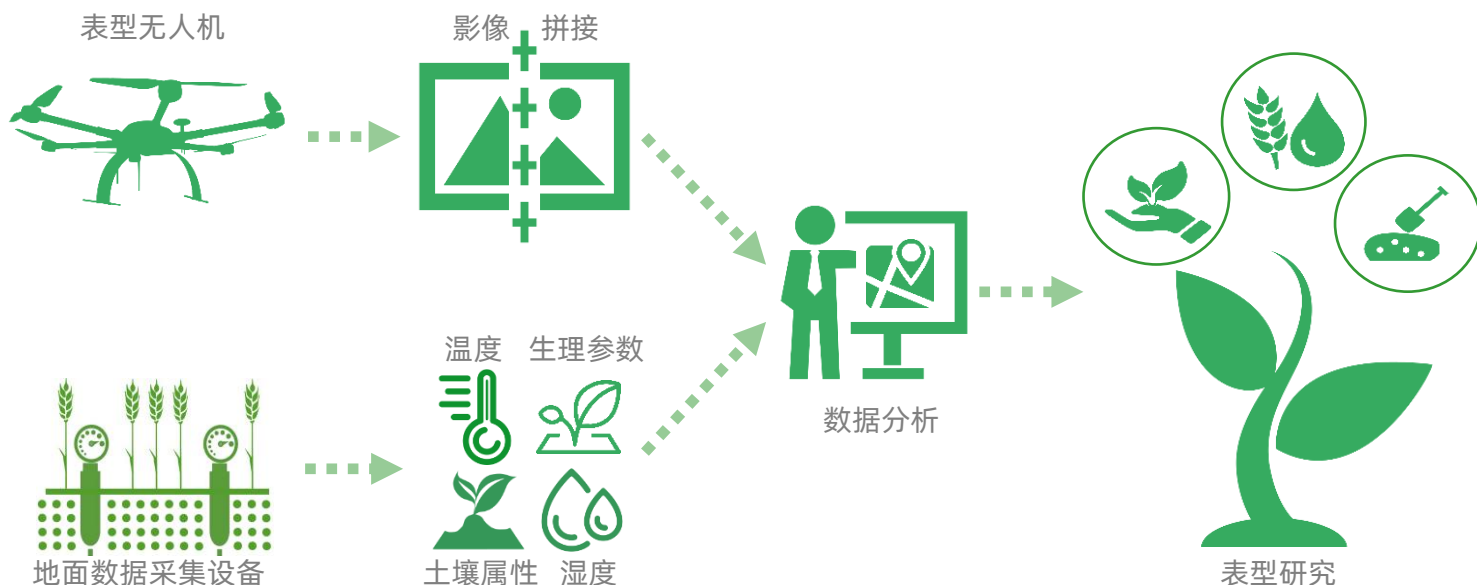 表型无人机
影像 拼接
温度 生理参数
数据分析
地面数据采集设备
土壤属性 湿度
表型研究